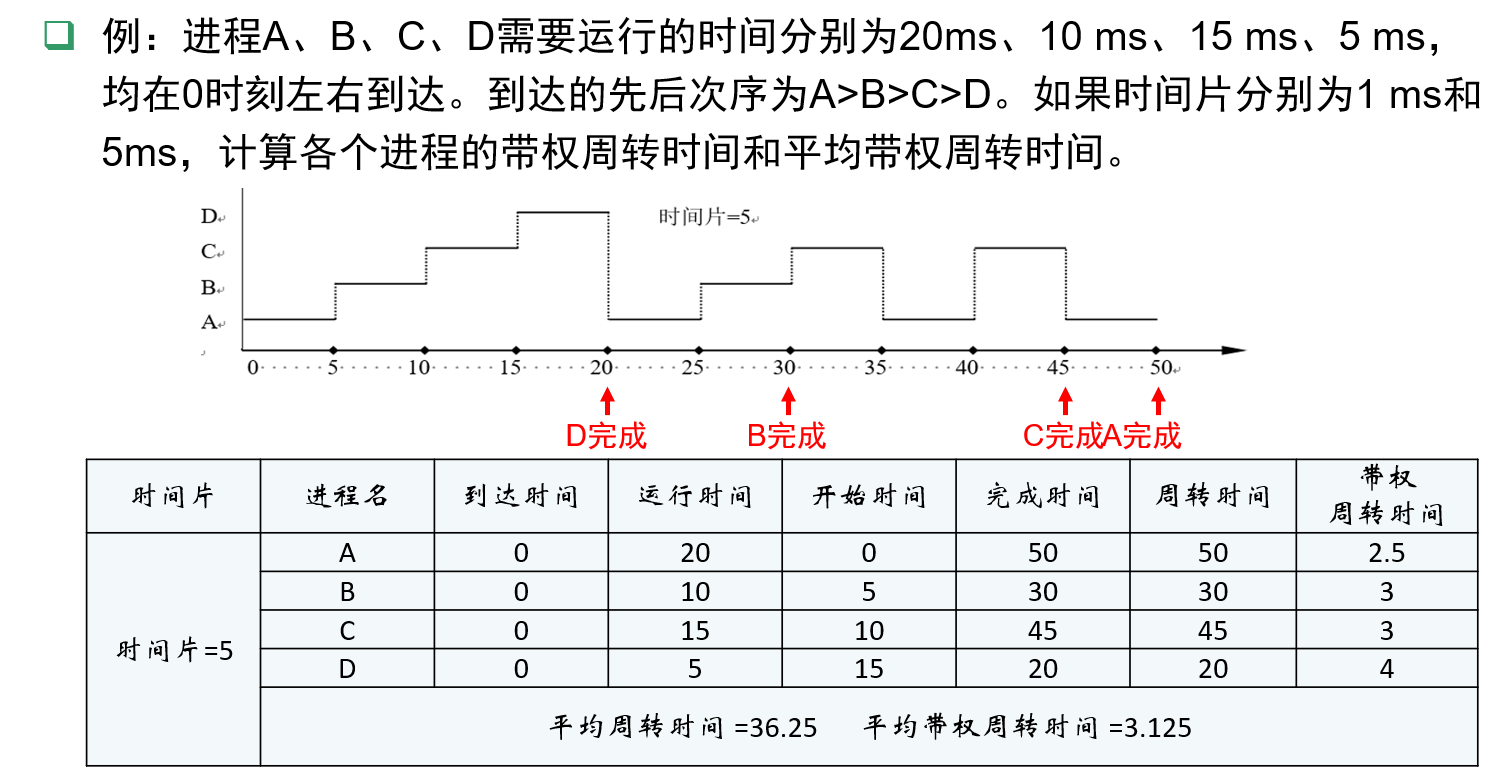 例：进程A、B、C、D需要运行的时间分别为20ms、10 ms、15 ms、5 ms，
均在0时刻左右到达。到达的先后次序为A>B>C>D。如果时间片分别为1 ms和
5ms，计算各个进程的带权周转时间和平均带权周转时间。
D 时间片=5
C
B
A
0 5 10 15 20 25 30 35 40 45 50
D完成 B完成 C完成 A完成
时间片 进程名 到达时间 运行时间 开始时间 完成时间 周转时间 带权
周转时间
A 0 20 0 50 50 2.5
B 0 10 5 30 30 3
C 0 15 10 45 45 3
时间片=5
D 0 5 15 20 20 4
平均周转时间 =36.25 平均带权周转时间 =3.125